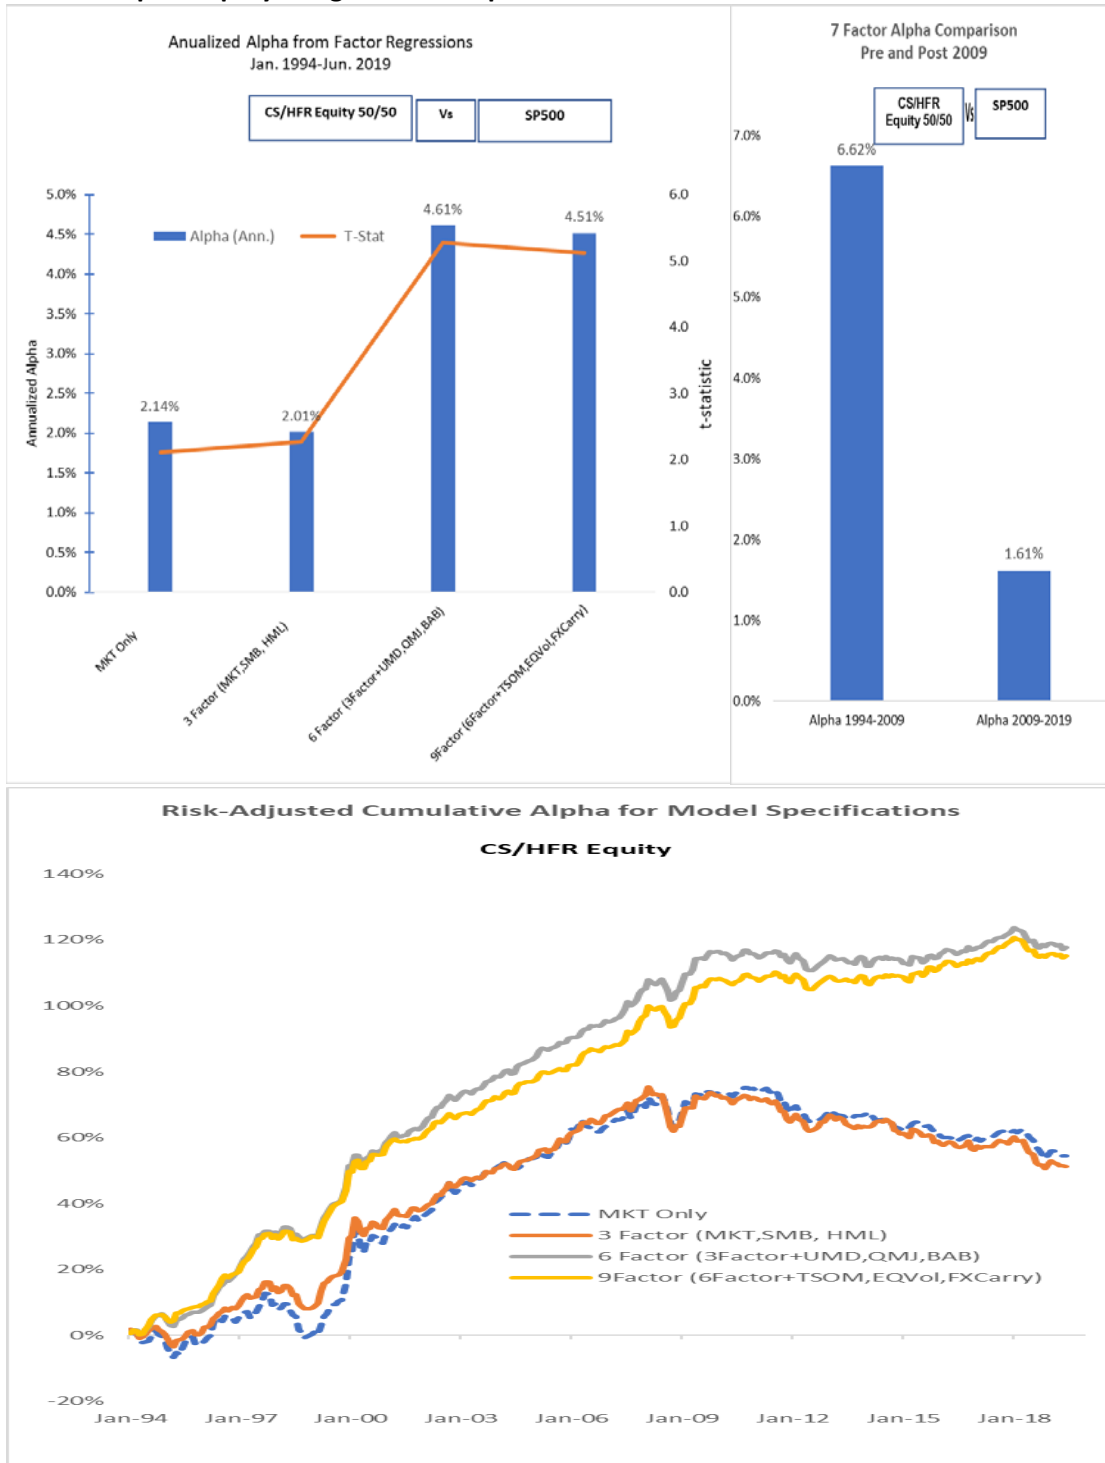 Anualized Alpha from Factor Regressions
Jan. 1994-Jun. 2019
CS/HFR Equity 50/50
Vs
SP500
5.0%
4.5%
4.0%
3.5%
3.0%
2.5%
2.0%
1.5%
1.0%
0.5%
0.0%
Annualized Alpha
Alpha (Ann.)
T-Stat
2.14%
2.01%
4.61%
4.51%
6.0
5.0
4.0
3.0
2.0
1.0
0.0
t-statistic
MKT Only
3 Factor (MKT,SMB, HML)
6 Factor (3Factor+UMD,QMJ,BAB)
9Factor (6Factor+TSOM,EQVol,FXCarry)
7 Factor Alpha Comparison
Pre and Post 2009
CS/HFR
Equity 50/50
Vs
SP500
7.0%
6.0%
5.0%
4.0%
3.0%
2.0%
1.0%
0.0%
6.62%
1.61%
Alpha 1994-2009
Alpha 2009-2019
Risk-Adjusted Cumulative Alpha for Model Specifications
CS/HFR Equity
140%
120%
100%
80%
60%
40%
20%
0%
-20%
MKT Only
3 Factor (MKT,SMB, HML)
6 Factor (3Factor+UMD,QMJ,BAB)
9Factor (6Factor+TSOM,EQVol,FXCarry)
Jan-94 Jan-97 Jan-00 Jan-03 Jan-06 Jan-09 Jan-12 Jan-15 Jan-18